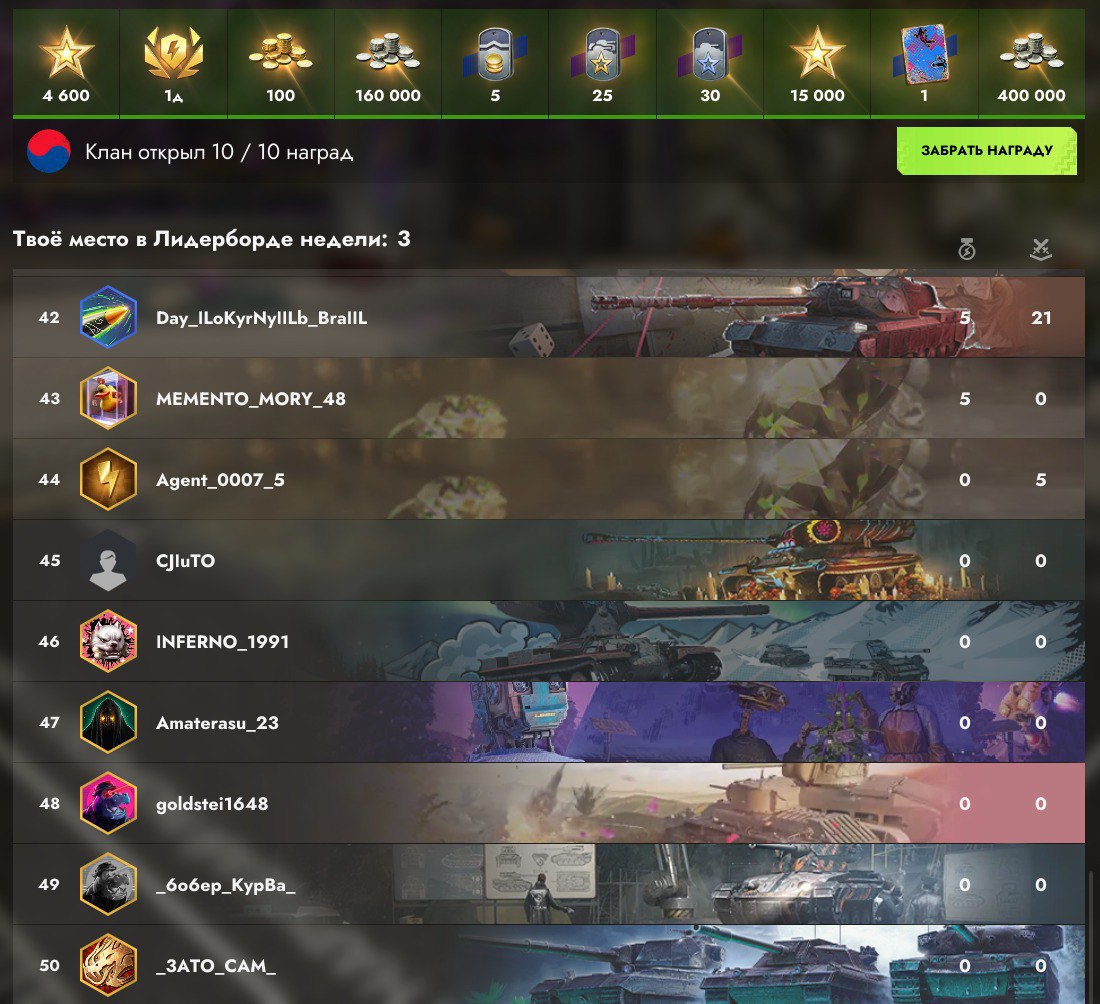 4 600 1д 100 160 000 5 25 30 15 000 1 400 000
Клан открыл 10 / 10 наград
ЗАБРАТЬ НАГРАДУ
Твоё место в Лидерборде недели: 3
42 Day_ILoKyrNyIILb_BraIIL 5 21
43 MEMENTO_MORY_48 5 0
44 Agent_0007_5 0 5
45 CJIuTO 0 0
46 INFERNO_1991 0 0
47 Amaterasu_23 0 0
48 goldstei1648 0 0
49 _6o6ep_KypBa_ 0 0
50 _3ATO_CAM_ 0 0